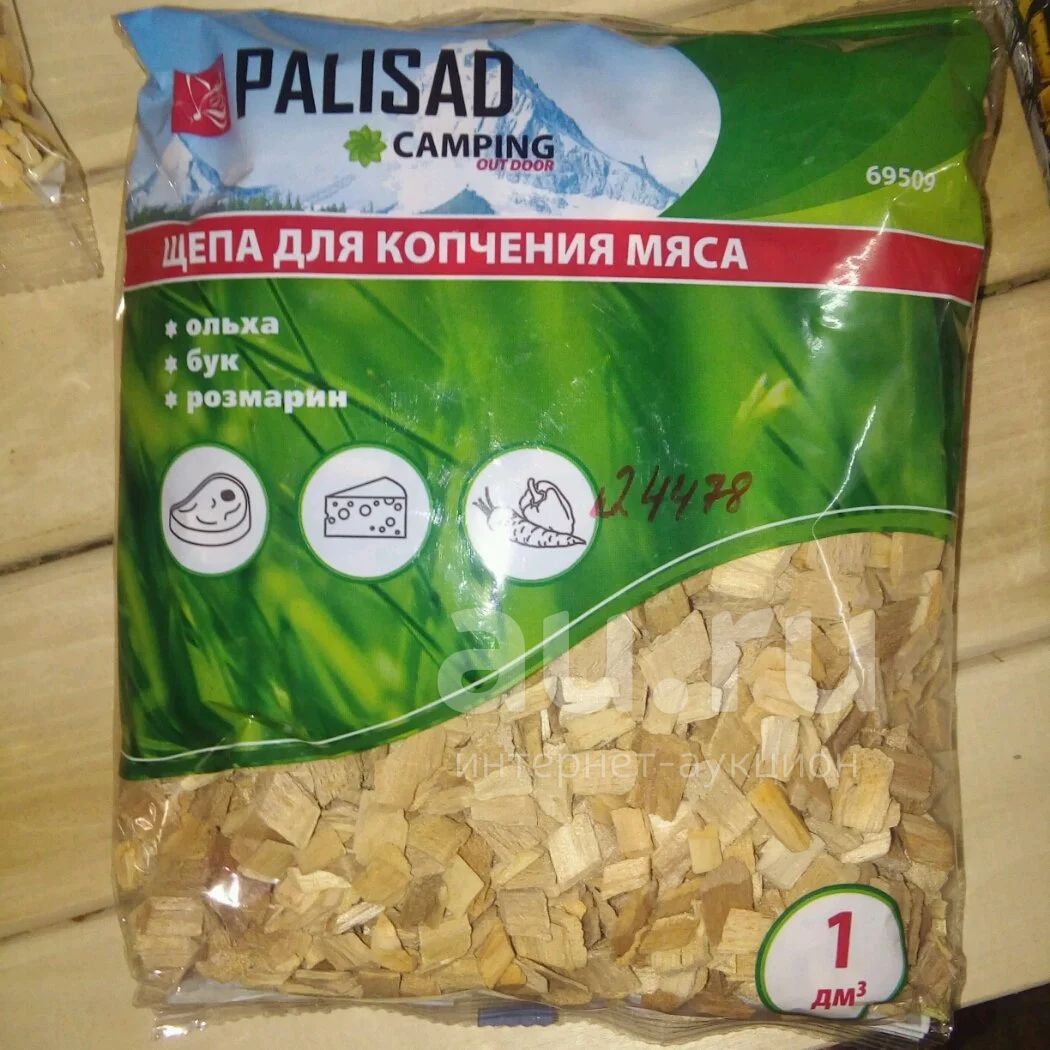 PALISAD
CAMPING
OUT DOOR
69509
ЩЕПА ДЛЯ КОПЧЕНИЯ МЯСА
* ольха
* бук
* розмарин
24478
au.ru
интернет-аукцион
1
дм³